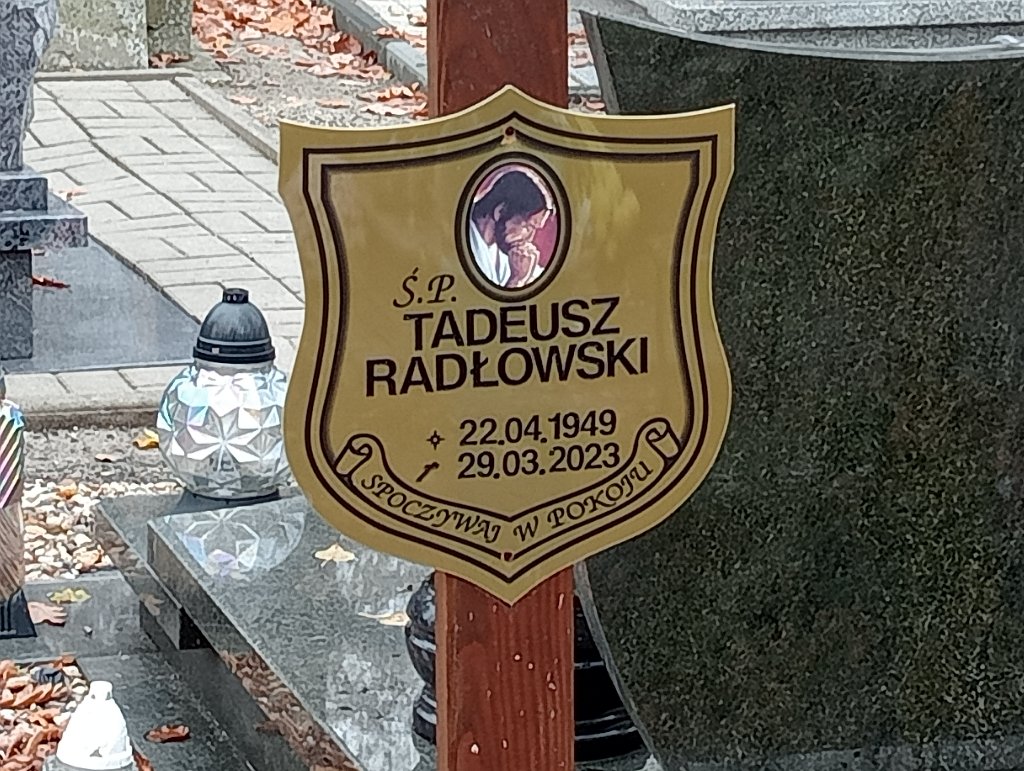 Ś.P.
TADEUSZ
RADŁOWSKI
22.04.1949
29.03.2023
SPOCZYWAJ W POKOJU